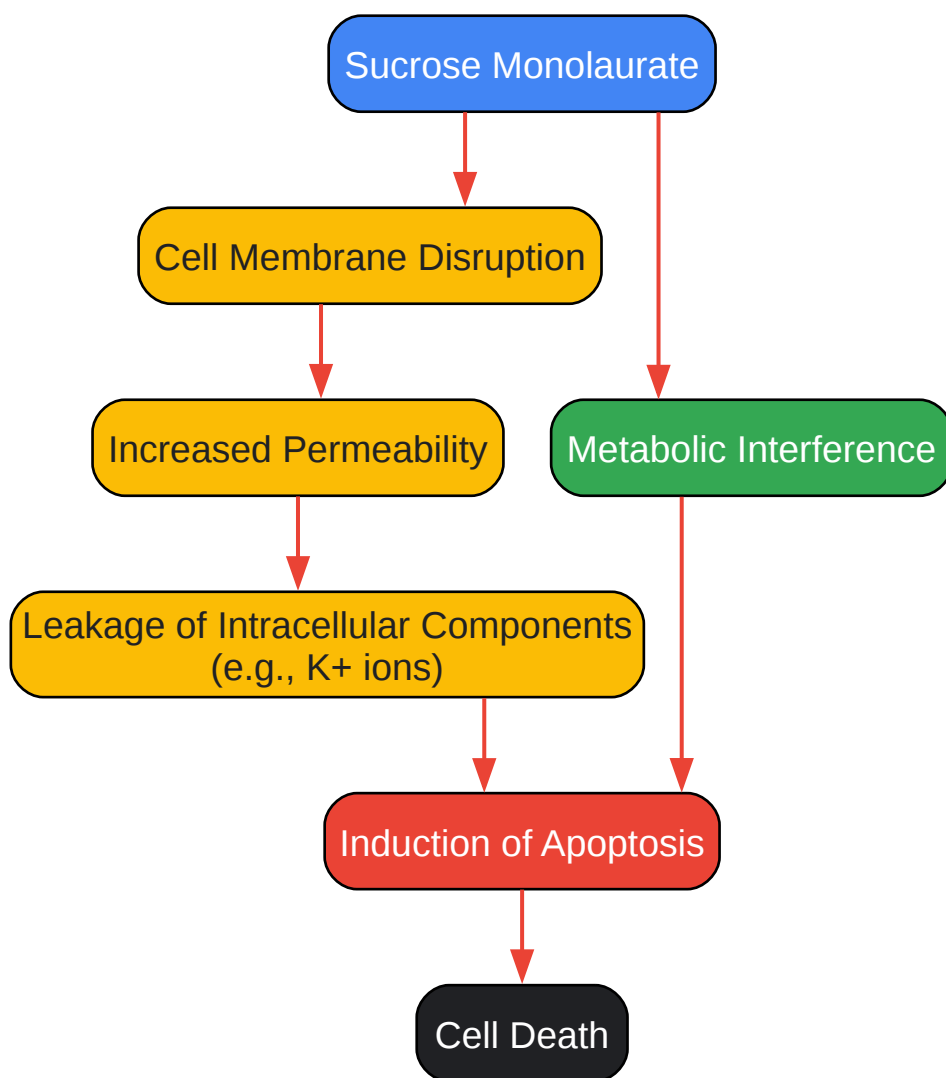 Sucrose Monolaurate
Cell Membrane Disruption
Increased Permeability
Metabolic Interference
Leakage of Intracellular Components
(e.g., K+ ions)
Induction of Apoptosis
Cell Death